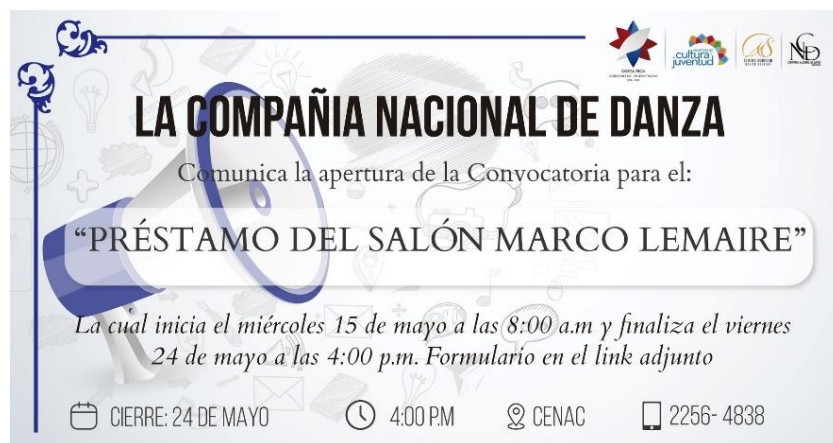 COSTA RICA
cultura
juventud
LA COMPAÑIA NACIONAL DE DANZA
Comunica la apertura de la Convocatoria para el:
“PRÉSTAMO DEL SALÓN MARCO LEMAIRE”
La cual inicia el miércoles 15 de mayo a las 8:00 a.m y finaliza el viernes
24 de mayo a las 4:00 p.m. Formulario en el link adjunto
CIERRE: 24 DE MAYO 4:00 P.M CENAC 2256- 4838